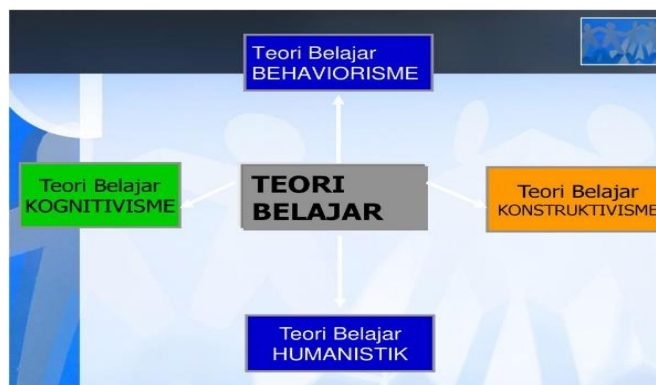 Teori Belajar
BEHAVIORISME
Teori Belajar
KOGNITIVISME
TEORI
BELAJAR
Teori Belajar
KONSTRUKTIVISME
Teori Belajar
HUMANISTIK